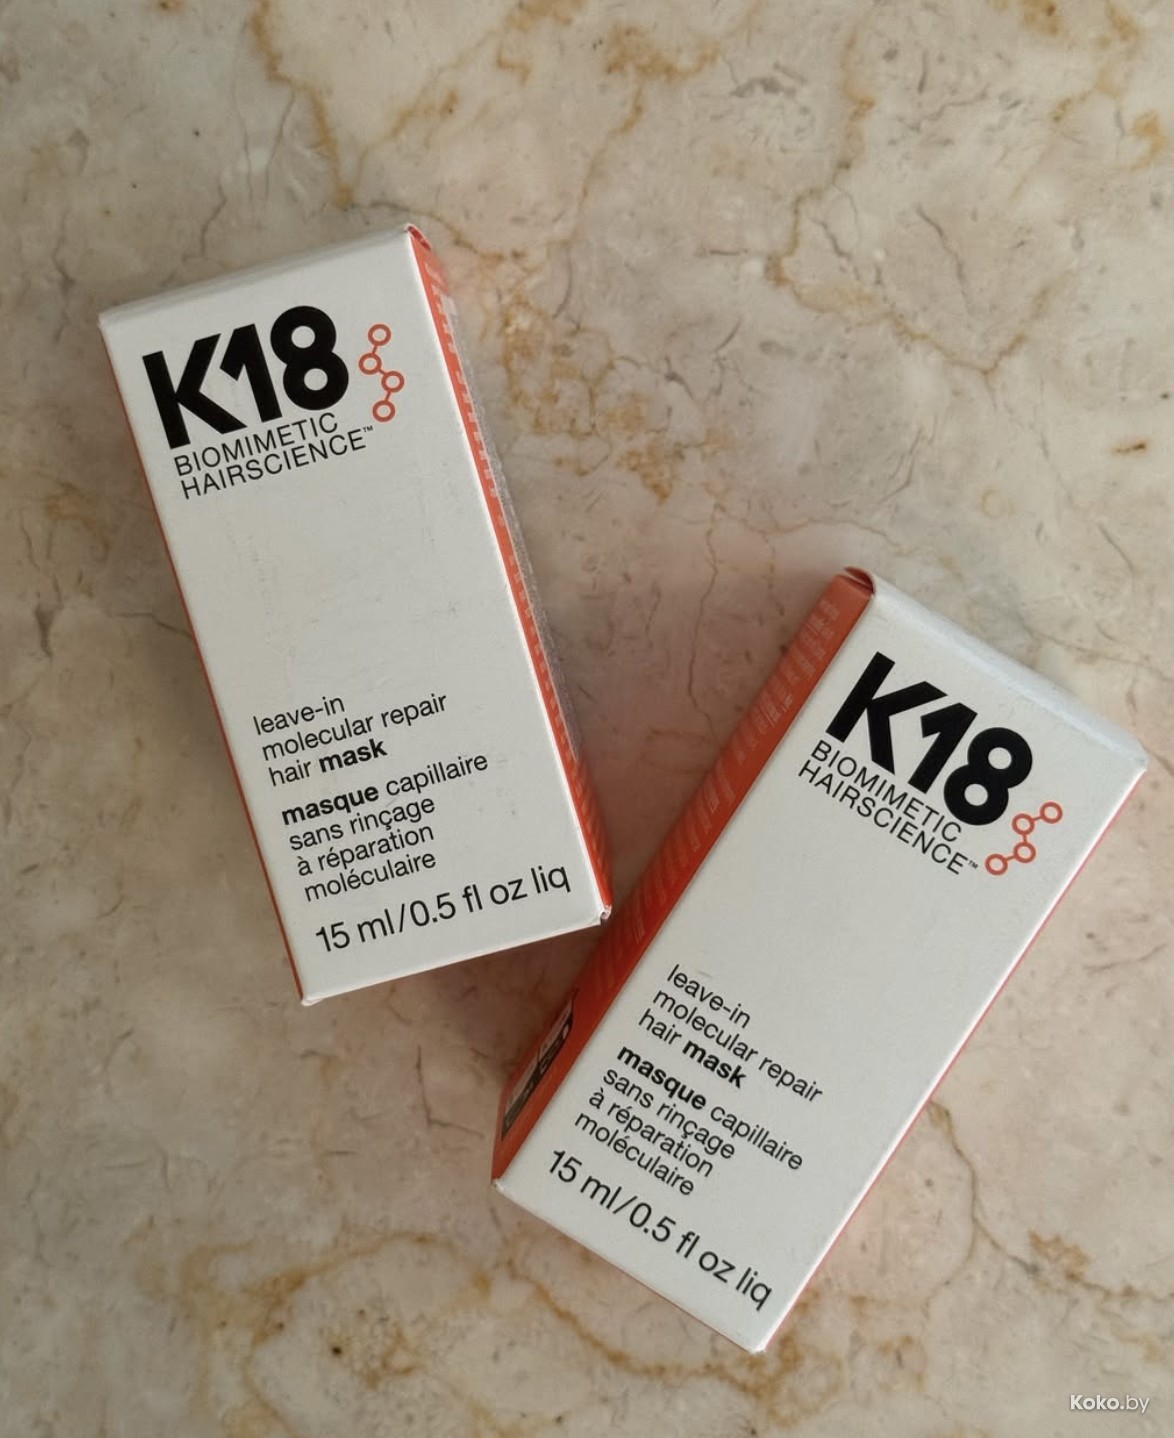 K18
BIOMIMETIC
HAIRSCIENCE™
leave-in
molecular repair
hair mask
masque capillaire
sans rinçage
à réparation
moléculaire
15 ml/0.5 fl oz liq
K18
BIOMIMETIC
HAIRSCIENCE™
leave-in
molecular repair
hair mask
masque capillaire
sans rinçage
à réparation
moléculaire
15 ml/0.5 fl oz liq
Koko.by